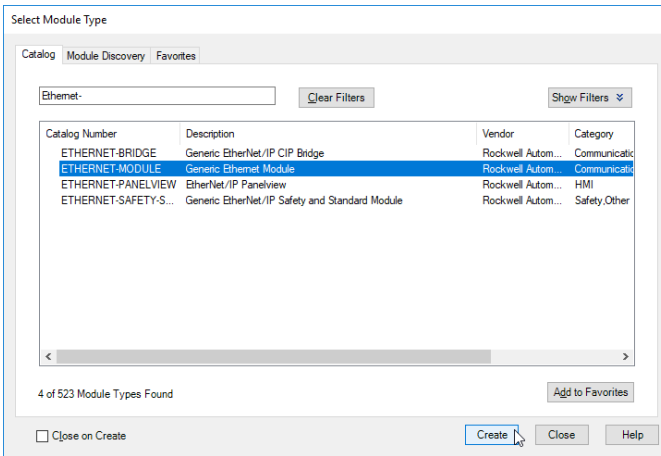 Select Module Type
Catalog Module Discovery Favorites
Ethernet-
Clear Filters
Show Filters
Catalog Number Description Vendor Category
ETHERNET-BRIDGE Generic EtherNet/IP CIP Bridge Rockwell Autom... Communicatic
ETHERNET-MODULE Generic Ethernet Module Rockwell Autom... Communicatic
ETHERNET-PANELVIEW EtherNet/IP Panelview Rockwell Autom... HMI
ETHERNET-SAFETY-S... Generic EtherNet/IP Safety and Standard Module Rockwell Autom... Safety,Other
4 of 523 Module Types Found
Add to Favorites
Close on Create
Create Close Help